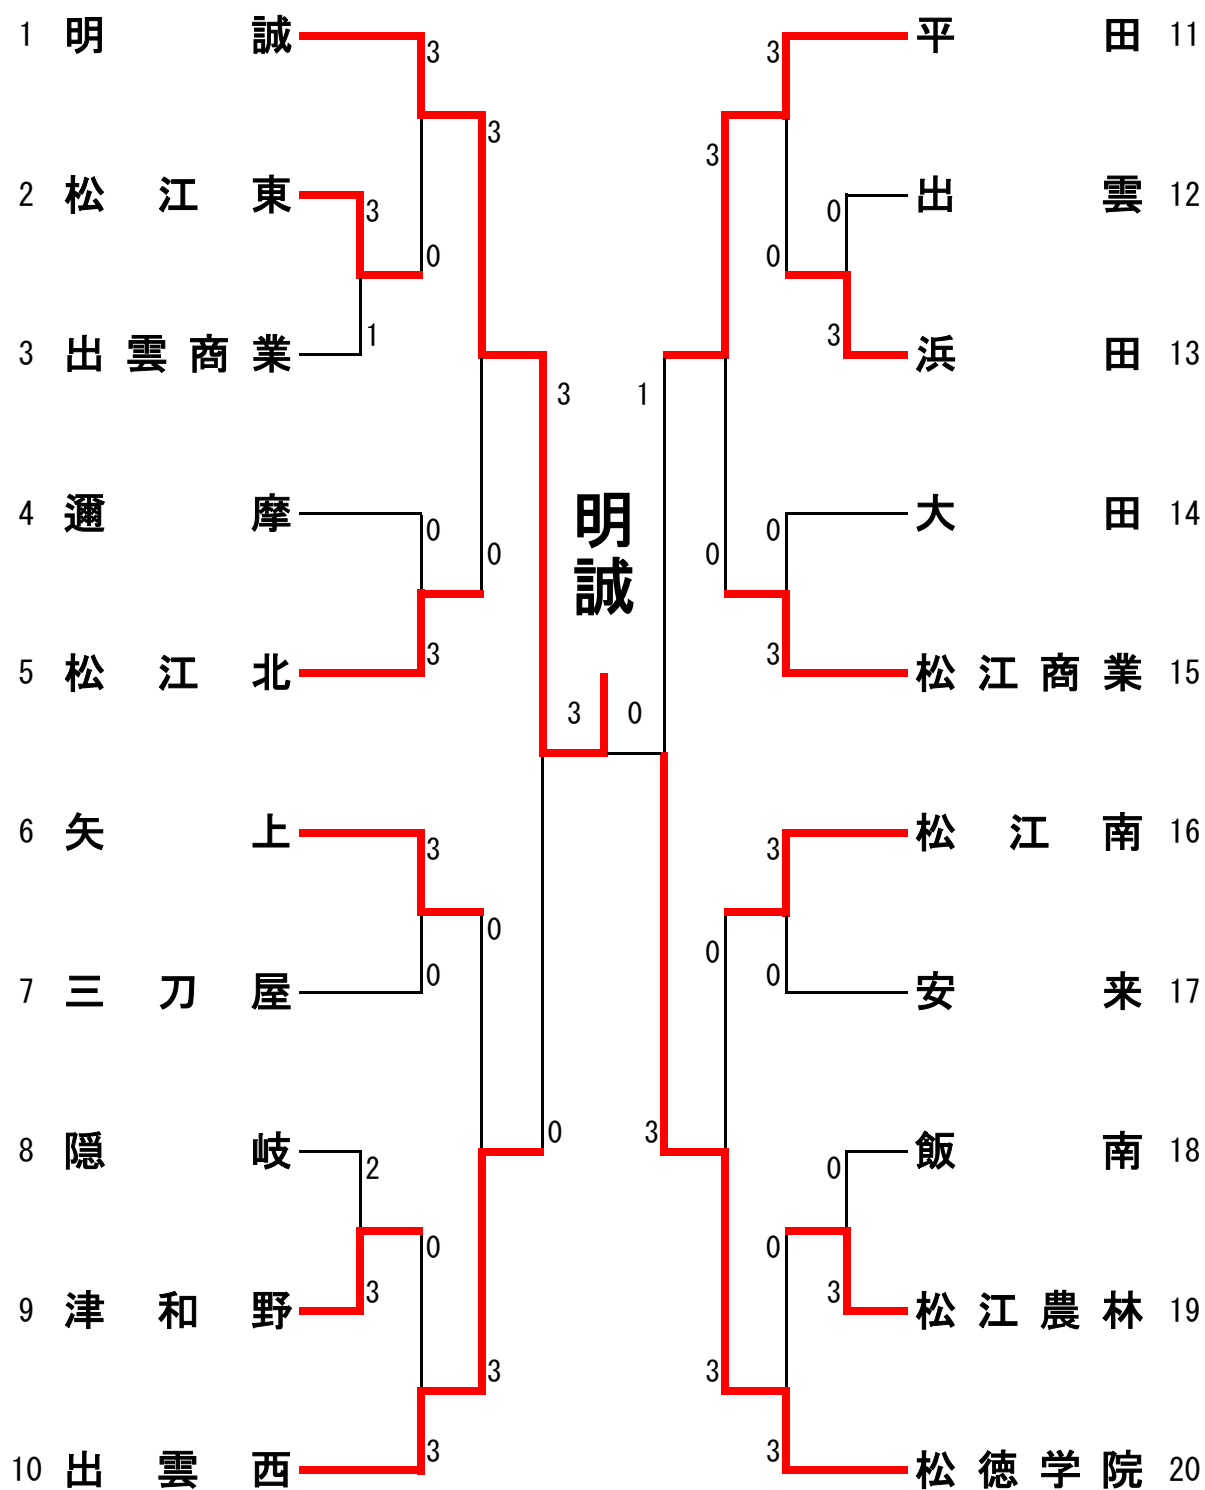 1 明誠
3
3
2 松江東
3
0
3 出雲商業
1
4 邇摩
0
0
5 松江北
3
6 矢上
3
0
7 三刀屋
0
8 隠岐
2
0
9 津和野
3
3
10 出雲西
3
3
1
明誠
3
0
0
3
平田 11
3
3
出雲 12
0
0
浜田 13
3
大田 14
0
0
松江商業 15
3
松江南 16
3
0
安来 17
0
飯南 18
0
0
松江農林 19
3
3
松徳学院 20
3